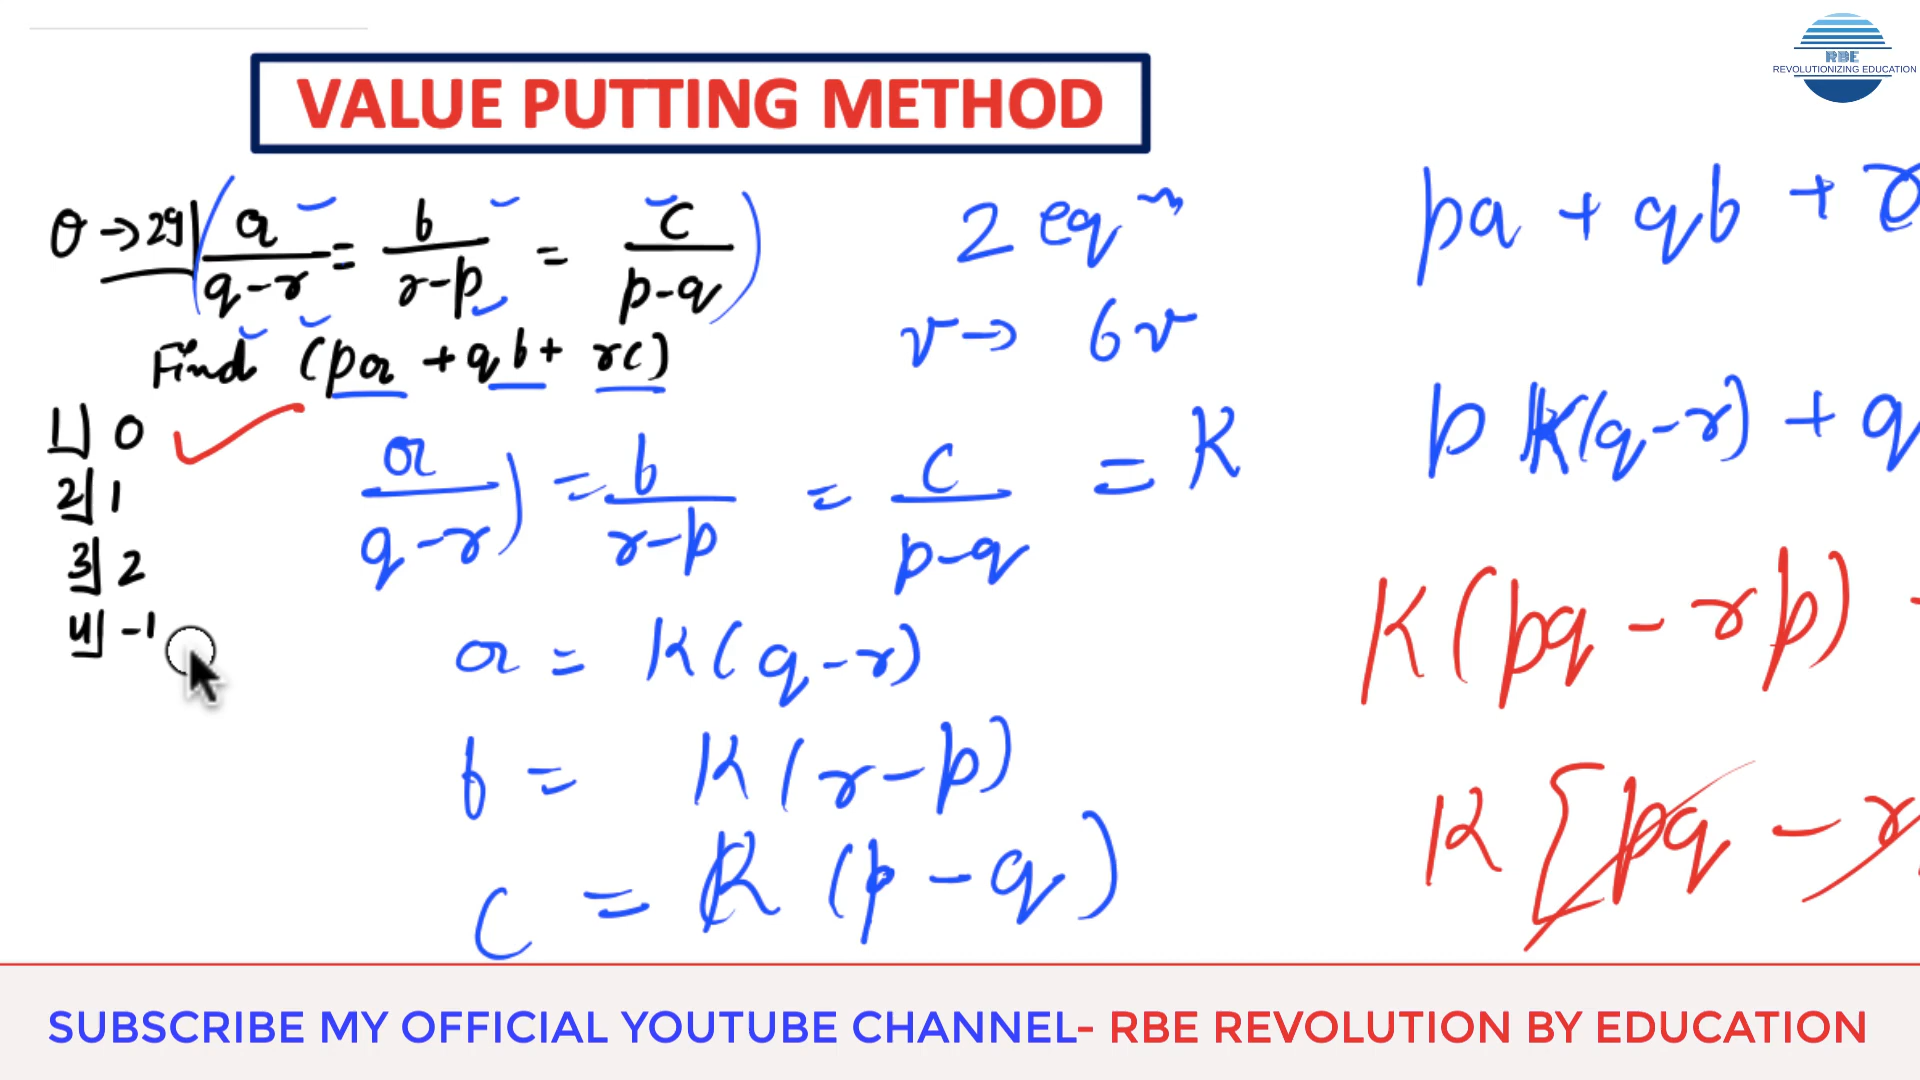 RBE
REVOLUTIONIZING EDUCATION
VALUE PUTTING METHOD
θ → 29| (a/(q-r) = b/(r-p) = c/(p-q))
Find (pa + qb + rc)
1] 0
2] 1
3] 2
4] -1
2 eqⁿ
v → 6v
a/(q-r)) = b/(r-p) = c/(p-q) = K
a = K(q-r)
b = K(r-p)
c = K(p-q)
pa + qb + r
p K(q-r) + q
K(pq - rp)
K[pq - r
SUBSCRIBE MY OFFICIAL YOUTUBE CHANNEL- RBE REVOLUTION BY EDUCATION